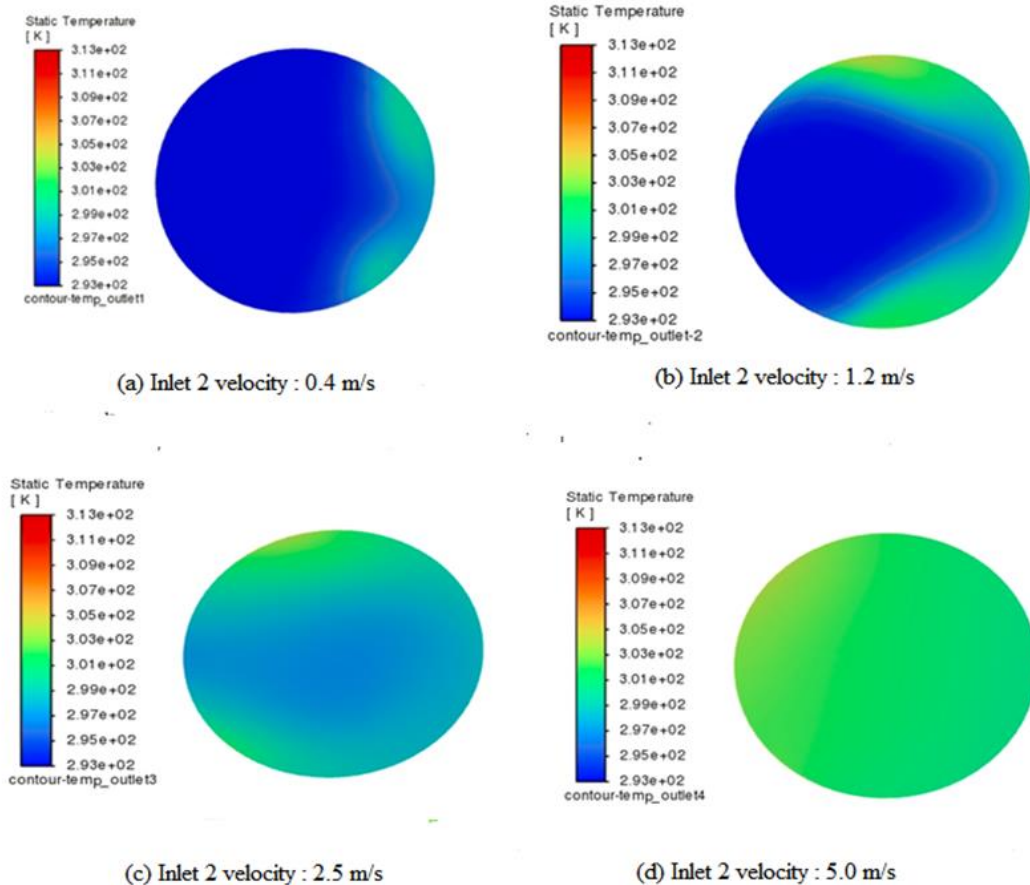 Static Temperature
[ K ]
3.13e+02
3.11e+02
3.09e+02
3.07e+02
3.05e+02
3.03e+02
3.01e+02
2.99e+02
2.97e+02
2.95e+02
2.93e+02
contour-temp_outlet1
(a) Inlet 2 velocity : 0.4 m/s
Static Temperature
[ K ]
3.13e+02
3.11e+02
3.09e+02
3.07e+02
3.05e+02
3.03e+02
3.01e+02
2.99e+02
2.97e+02
2.95e+02
2.93e+02
contour-temp_outlet-2
(b) Inlet 2 velocity : 1.2 m/s
Static Temperature
[ K ]
3.13e+02
3.11e+02
3.09e+02
3.07e+02
3.05e+02
3.03e+02
3.01e+02
2.99e+02
2.97e+02
2.95e+02
2.93e+02
contour-temp_outlet3
(c) Inlet 2 velocity : 2.5 m/s
Static Temperature
[ K ]
3.13e+02
3.11e+02
3.09e+02
3.07e+02
3.05e+02
3.03e+02
3.01e+02
2.99e+02
2.97e+02
2.95e+02
2.93e+02
contour-temp_outlet4
(d) Inlet 2 velocity : 5.0 m/s